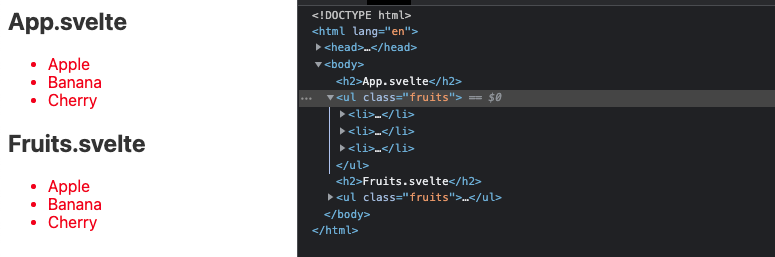 App.svelte
Apple
Banana
Cherry
Fruits.svelte
Apple
Banana
Cherry
<!DOCTYPE html>
<html lang="en">
<head>…</head>
<body>
<h2>App.svelte</h2>
<ul class="fruits"> == $0
<li>…</li>
<li>…</li>
<li>…</li>
</ul>
<h2>Fruits.svelte</h2>
<ul class="fruits">…</ul>
</body>
</html>